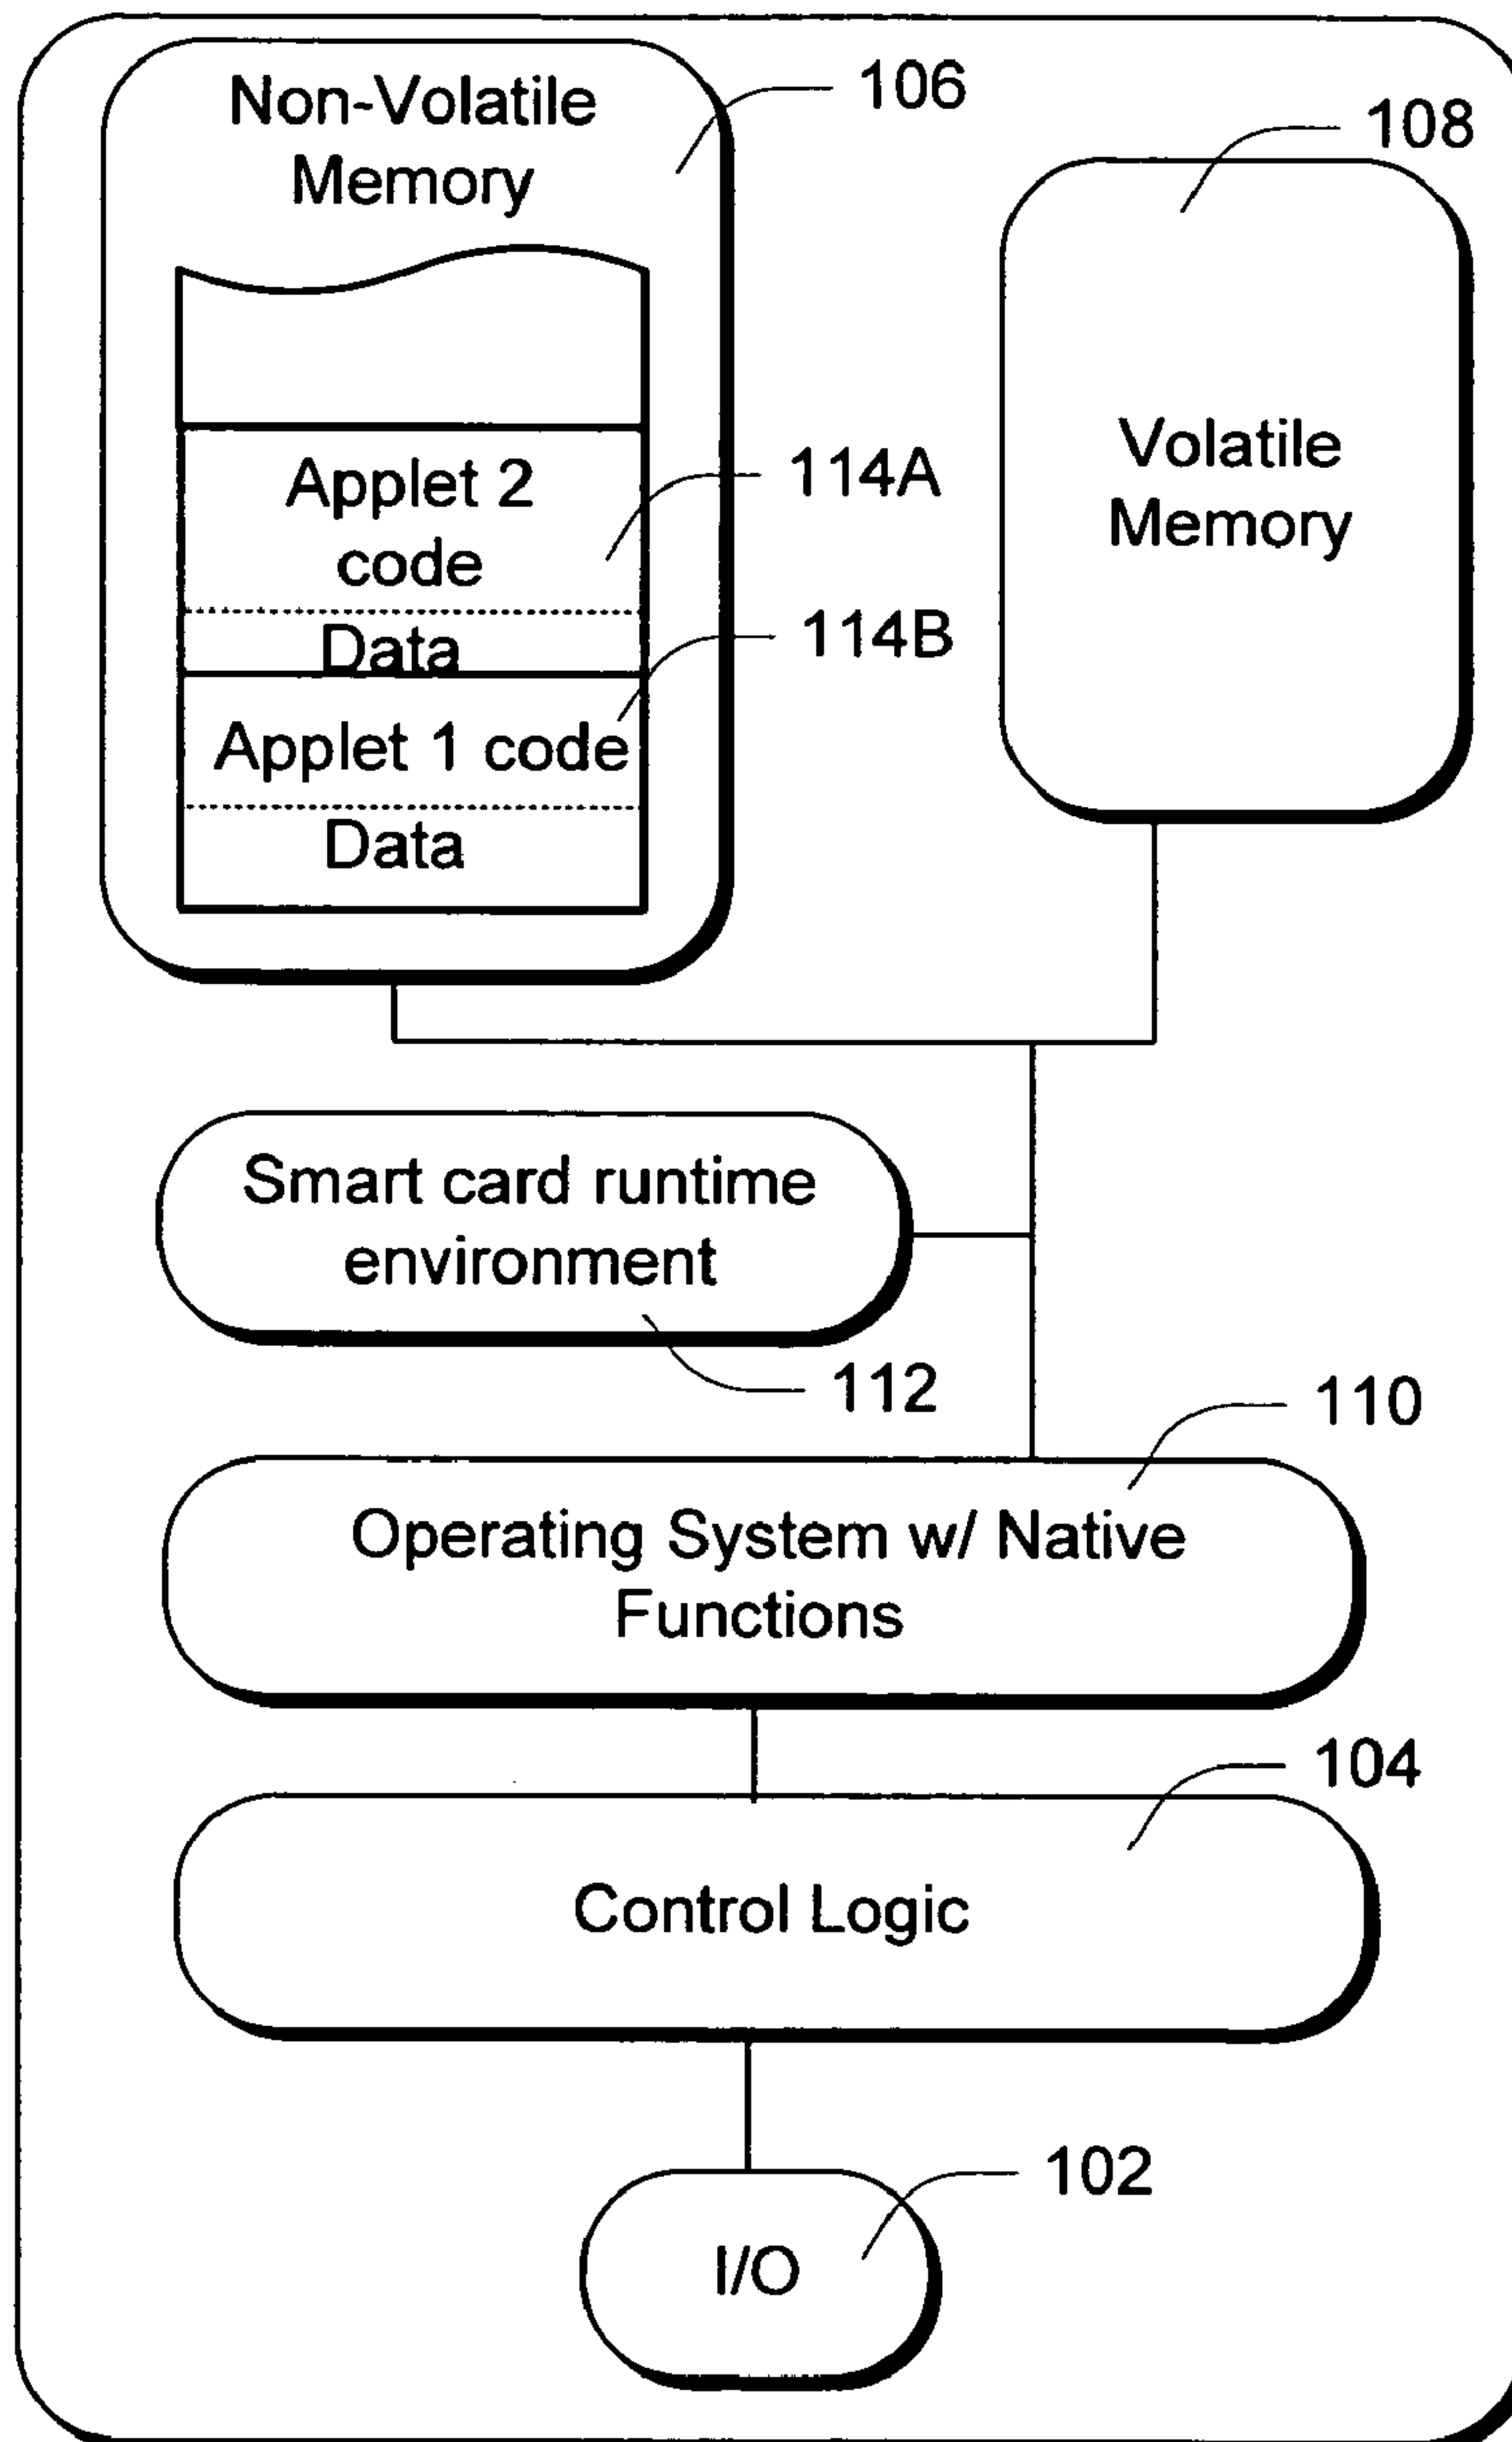 Non-Volatile
Memory
106
108
Applet 2
code
114A
Data
114B
Applet 1 code
Data
Volatile
Memory
Smart card runtime
environment
112
110
Operating System w/ Native
Functions
104
Control Logic
102
I/O